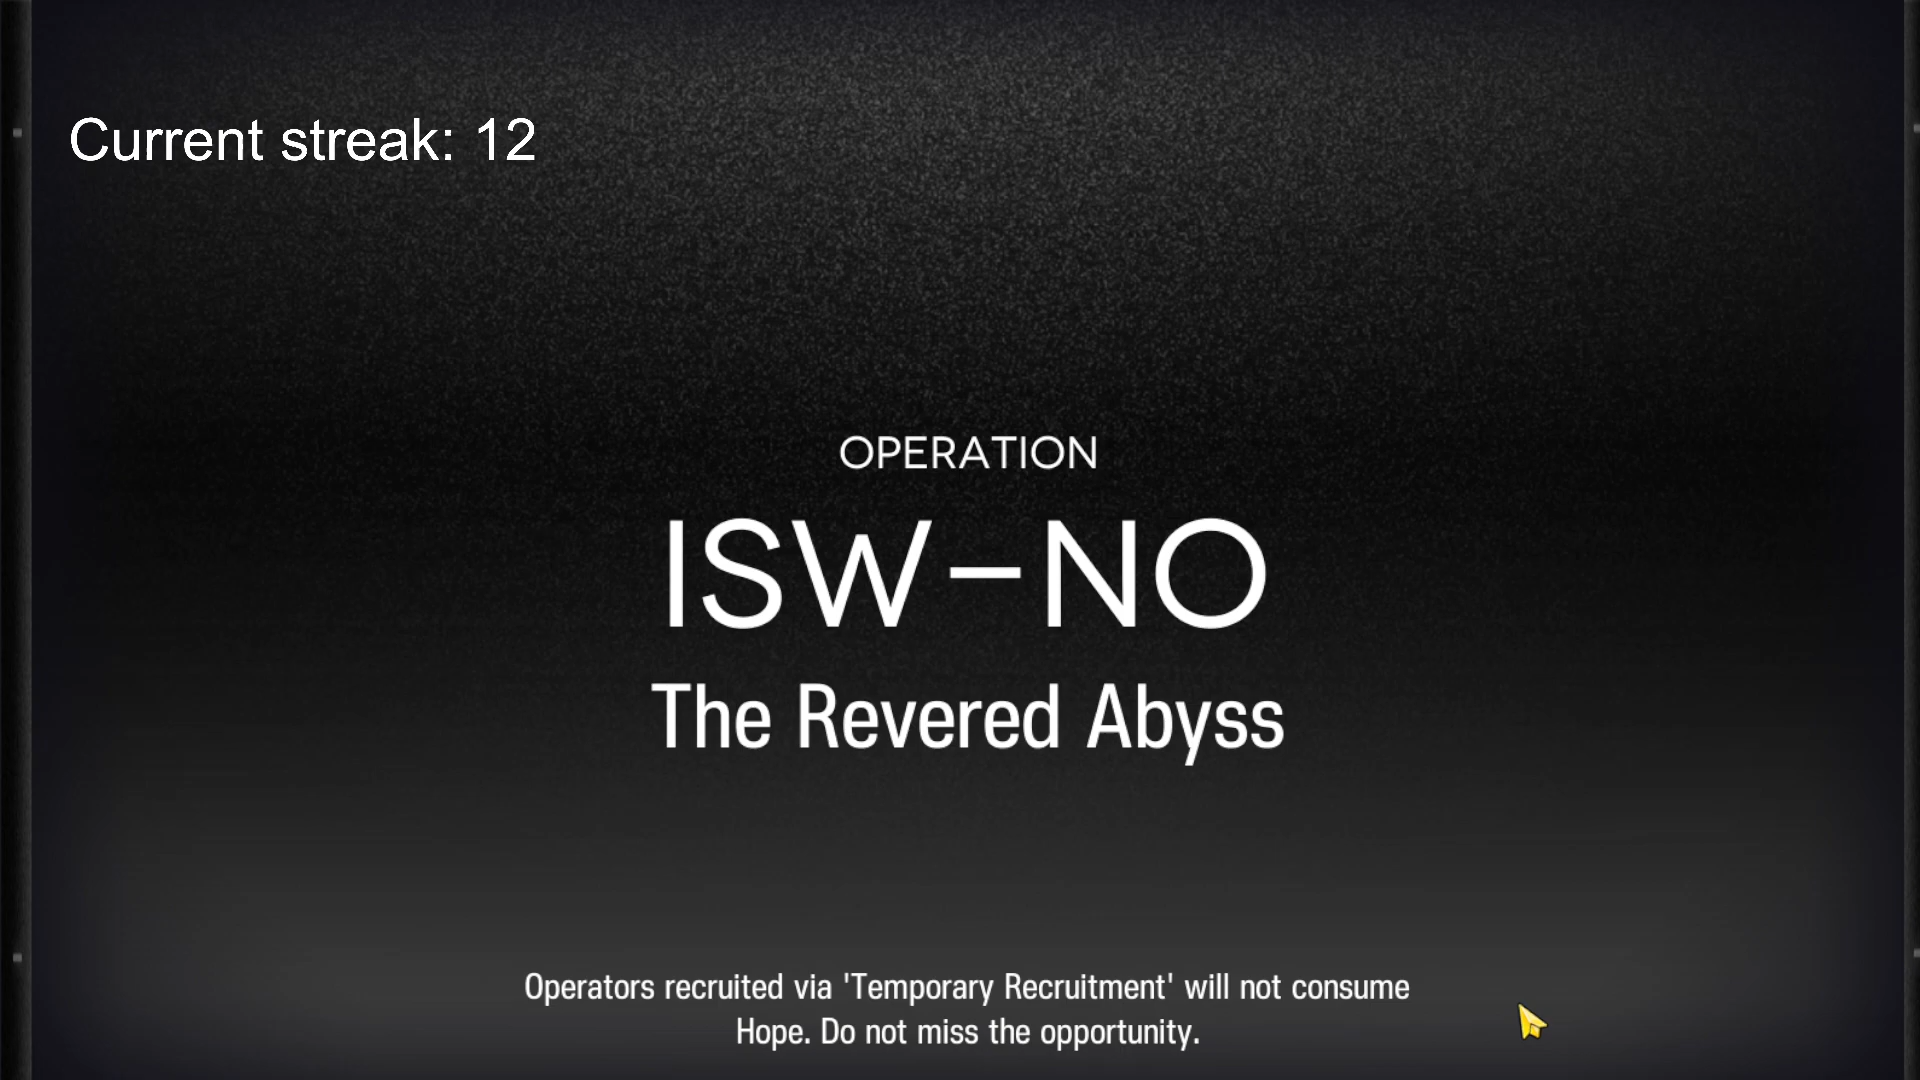 Current streak: 12
OPERATION
ISW-NO
The Revered Abyss
Operators recruited via 'Temporary Recruitment' will not consume
Hope. Do not miss the opportunity.